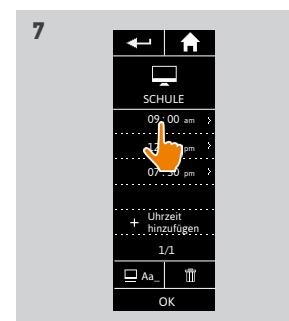 7
SCHULE
09 : 00 am
pm
07 : 30 pm
+ Uhrzeit
hinzufügen
1/1
Aa_
OK